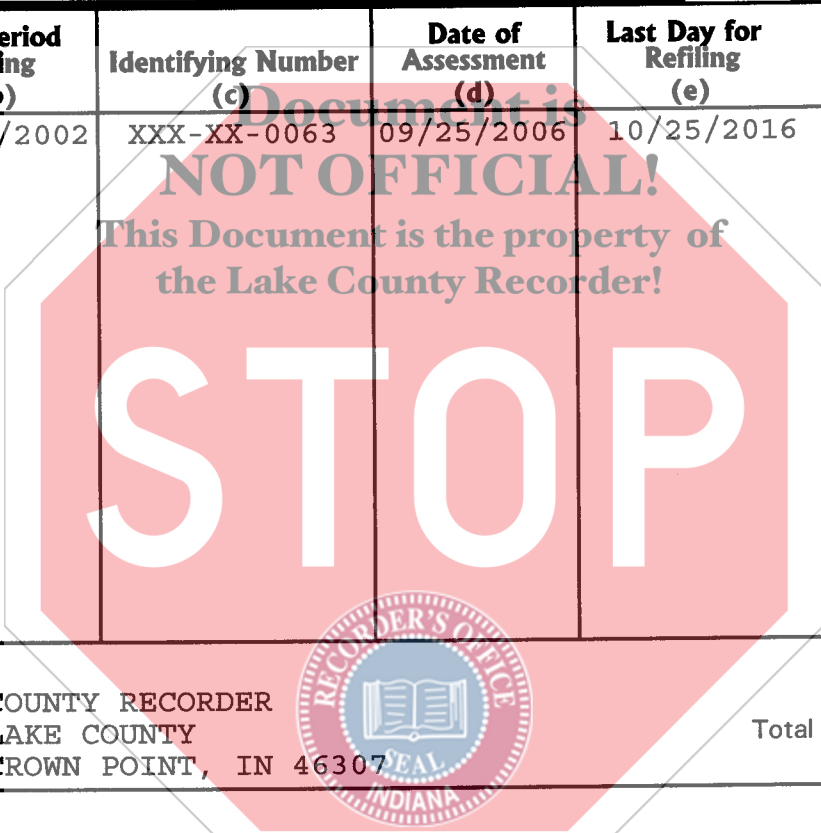 eriod
ing
)
Identifying Number
(c)
Date of
Assessment
(d)
Last Day for
Refiling
(e)
/2002 XXX-XX-0063 09/25/2006 10/25/2016
Document is
NOT OFFICIAL!
This Document is the property of
the Lake County Recorder!
STOP
OUNTY RECORDER
AKE COUNTY
ROWN POINT, IN 46307
Total
RECORDER'S OFFICE
SEAL
INDIANA